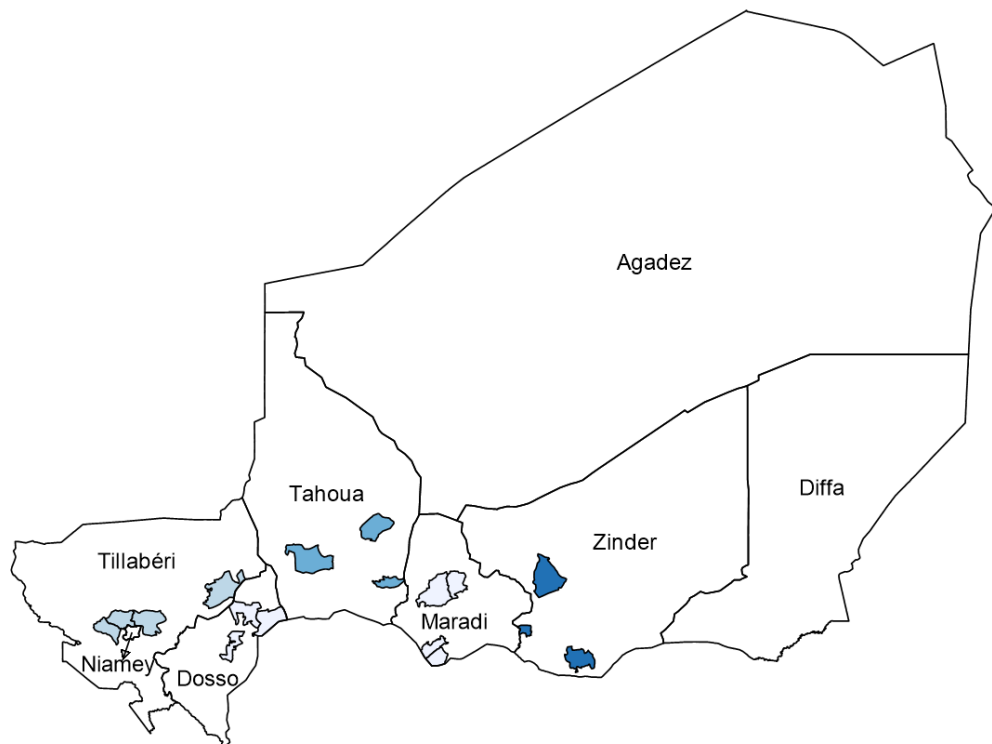 Agadez
Tahoua
Diffa
Zinder
Tillabéri
Maradi
Niamey
Dosso